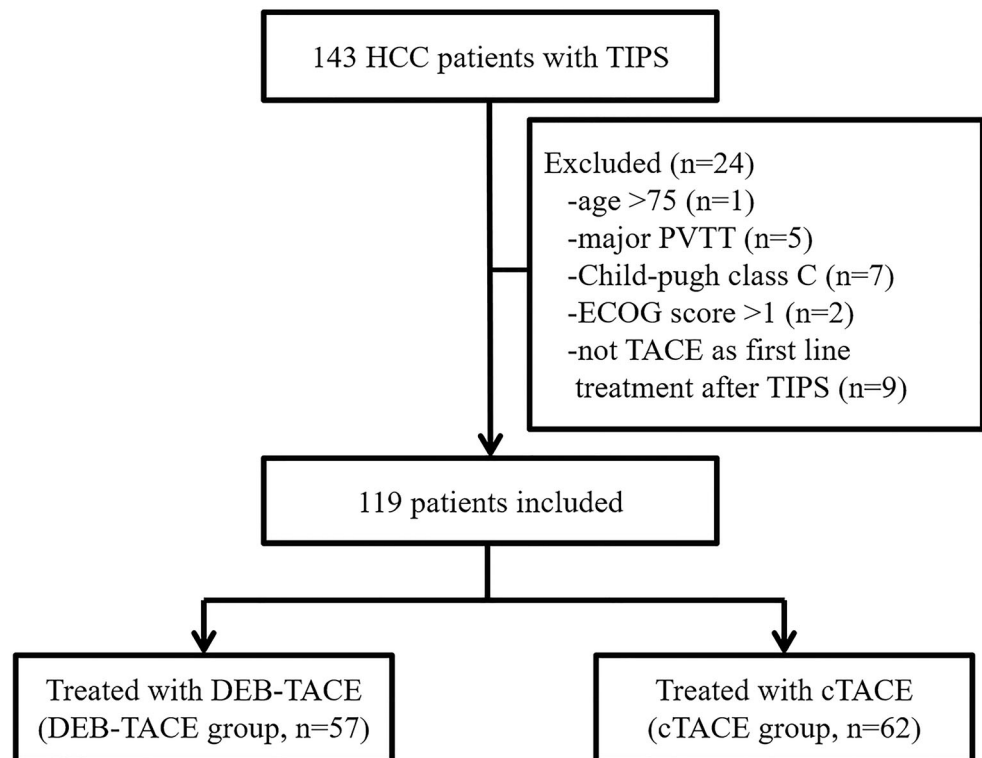 143 HCC patients with TIPS
Excluded (n=24)
-age >75 (n=1)
-major PVTT (n=5)
-Child-pugh class C (n=7)
-ECOG score >1 (n=2)
-not TACE as first line
treatment after TIPS (n=9)
119 patients included
Treated with DEB-TACE
(DEB-TACE group, n=57)
Treated with cTACE
(cTACE group, n=62)